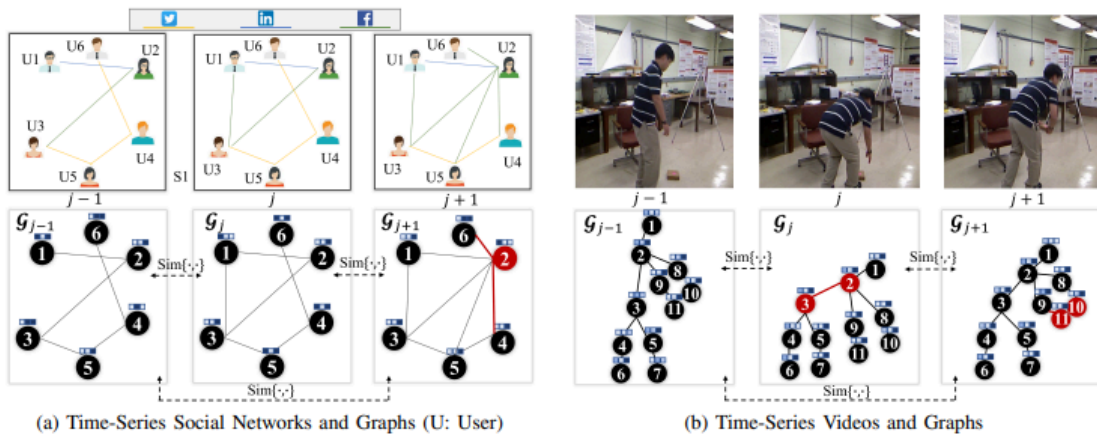 U6
U2
U1
U3
U4
U5
S1
U6
U2
U1
U3
U4
U5
U6
U2
U1
U3
U4
U5
j − 1
j
j + 1
𝒢j−1
1
6
2
3
4
5
Sim{·,·}
𝒢j
1
6
2
3
4
5
Sim{·,·}
𝒢j+1
1
6
2
3
4
5
Sim{·,·}
(a) Time-Series Social Networks and Graphs (U: User)
j − 1
j
j + 1
𝒢j−1
1
2
8
9
10
11
3
4
5
6
7
Sim{·,·}
𝒢j
1
2
3
4
5
9
8
6
7
11
10
Sim{·,·}
𝒢j+1
1
2
8
3
9
10
11
4
5
6
7
Sim{·,·}
(b) Time-Series Videos and Graphs